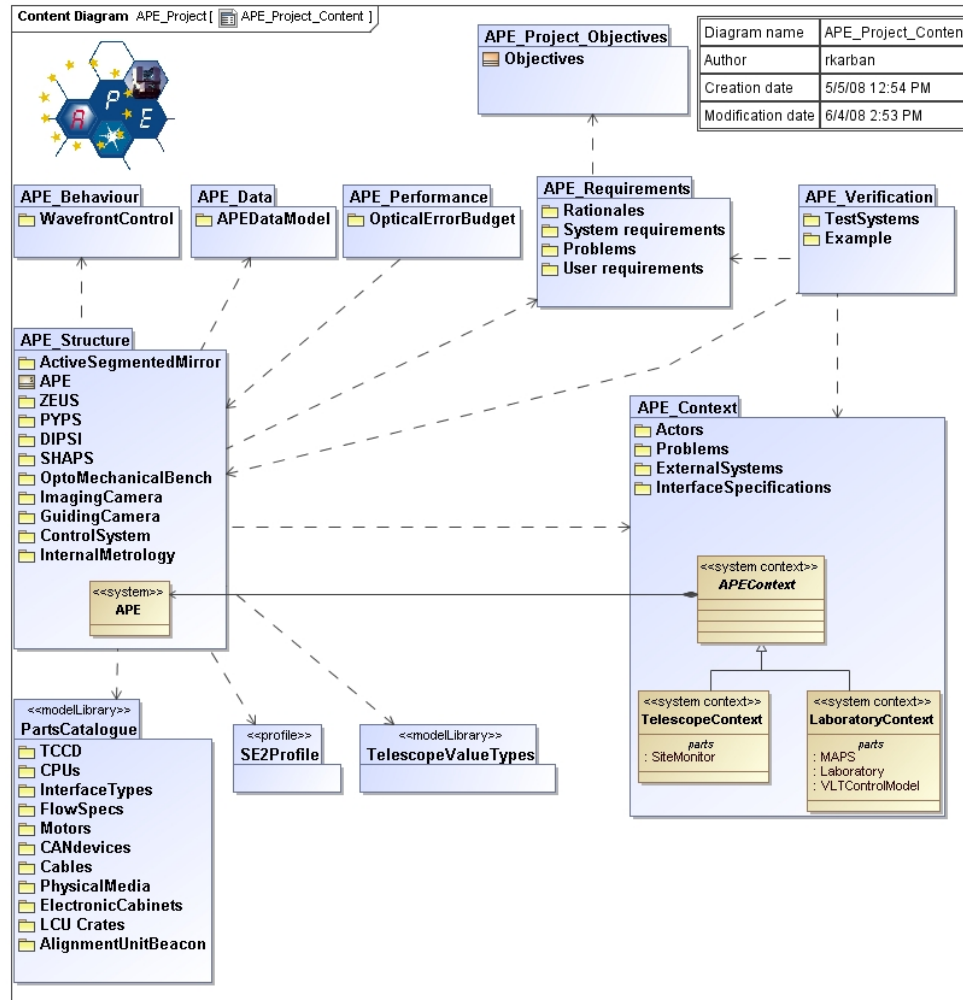 Content Diagram APE_Project [ APE_Project_Content ]
Diagram name APE_Project_Conten
Author rkarban
Creation date 5/5/08 12:54 PM
Modification date 6/4/08 2:53 PM
A P E
APE_Project_Objectives
Objectives
APE_Behaviour
WavefrontControl
APE_Data
APEDataModel
APE_Performance
OpticalErrorBudget
APE_Requirements
Rationales
System requirements
Problems
User requirements
APE_Verification
TestSystems
Example
APE_Structure
ActiveSegmentedMirror
APE
ZEUS
PYPS
DIPSI
SHAPS
OptoMechanicalBench
ImagingCamera
GuidingCamera
ControlSystem
InternalMetrology
<<system>>
APE
APE_Context
Actors
Problems
ExternalSystems
InterfaceSpecifications
<<system context>>
APEContext
<<system context>>
TelescopeContext
parts
: SiteMonitor
<<system context>>
LaboratoryContext
parts
: MAPS
: Laboratory
: VLTControlModel
<<modelLibrary>>
PartsCatalogue
TCCD
CPUs
InterfaceTypes
FlowSpecs
Motors
CANdevices
Cables
PhysicalMedia
ElectronicCabinets
LCU Crates
AlignmentUnitBeacon
<<profile>>
SE2Profile
<<modelLibrary>>
TelescopeValueTypes